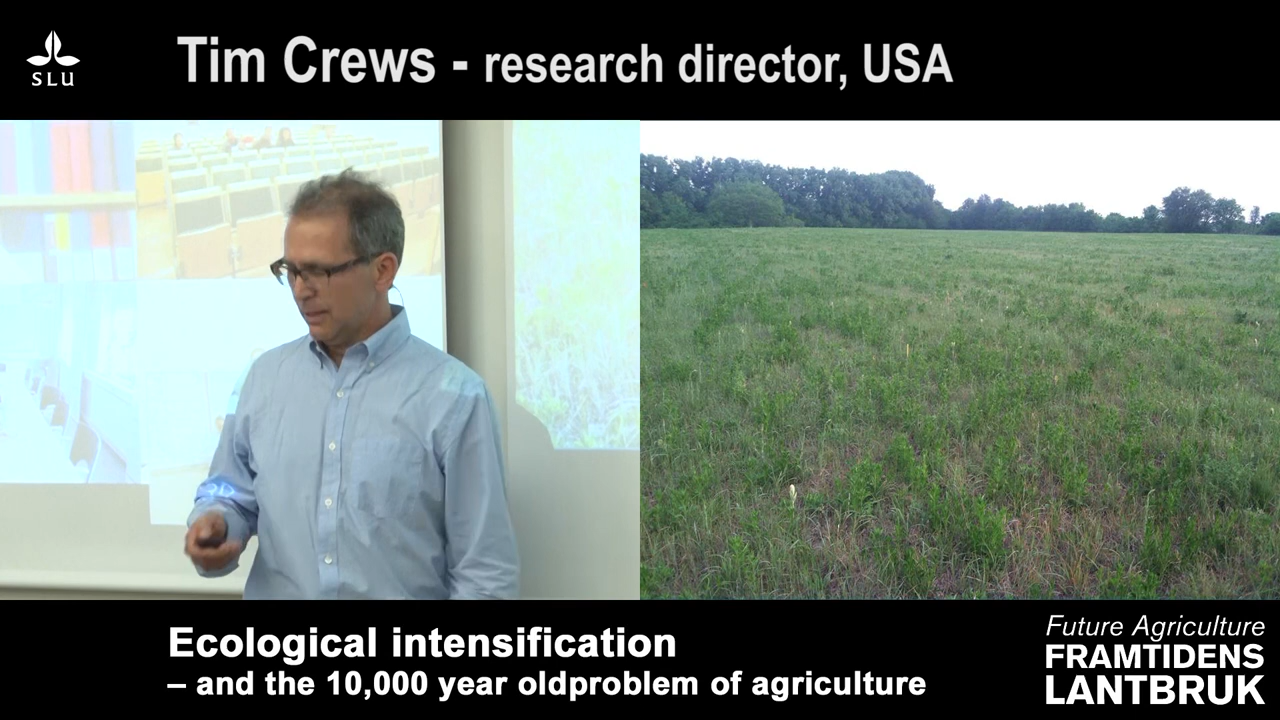 SLU
Tim Crews - research director, USA
Ecological intensification
– and the 10,000 year oldproblem of agriculture
Future Agriculture
FRAMTIDENS
LANTBRUK